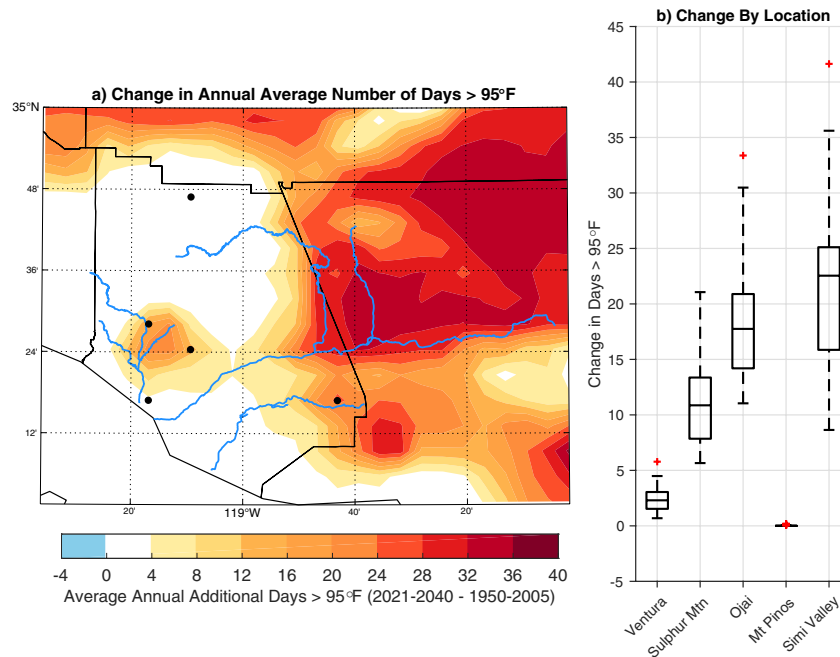 b) Change By Location
a) Change in Annual Average Number of Days > 95°F
35°N
48'
36'
24'
12'
20'
119°W
40'
20'
-4 0 4 8 12 16 20 24 28 32 36 40
Average Annual Additional Days > 95°F (2021-2040 - 1950-2005)
Change in Days > 95°F
45
40
35
30
25
20
15
10
5
0
-5
Ventura
Sulphur Mtn
Ojai
Mt Pinos
Simi Valley